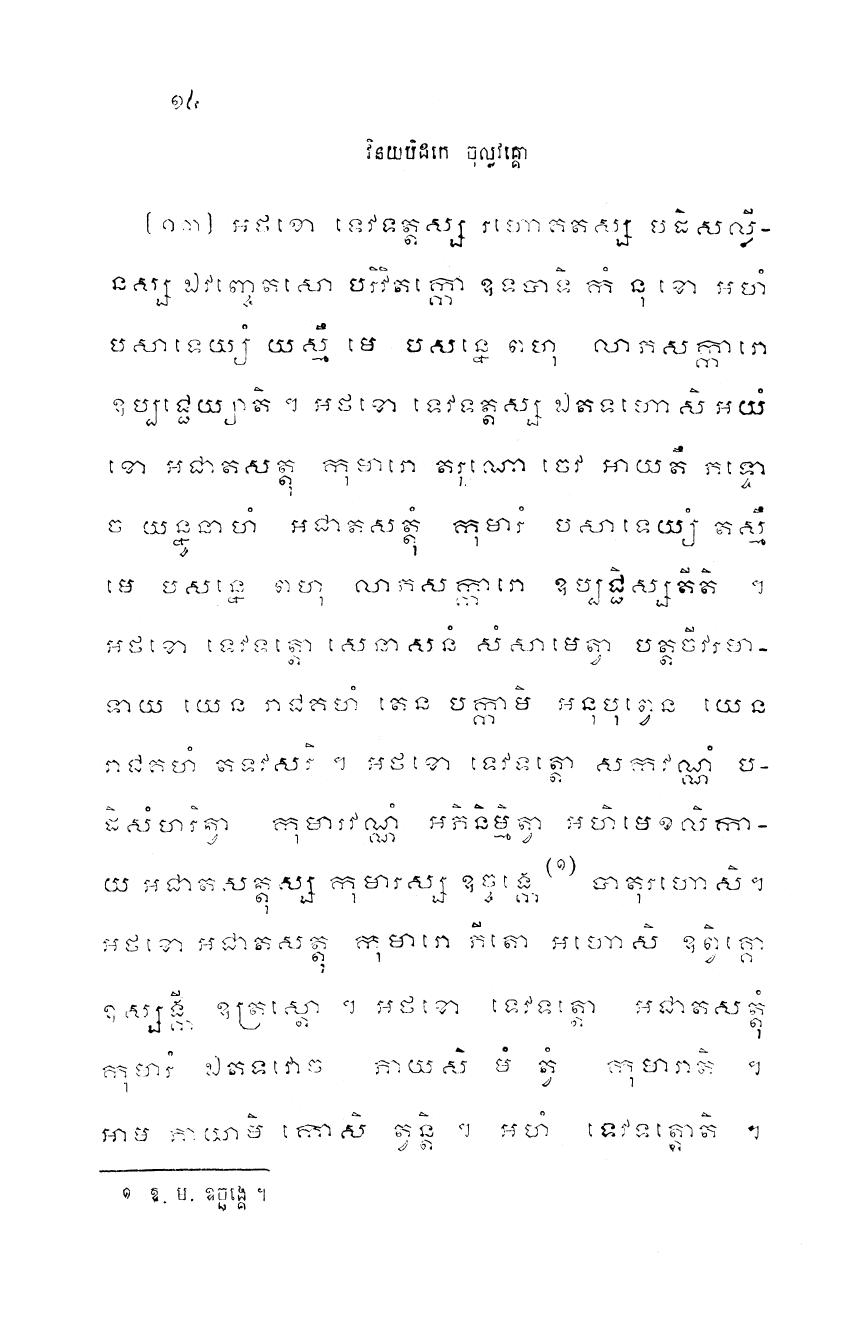 ១៤
វិនយបិដកេ ចុល្លវគ្គោ
(១៣) អថខោ ទេវទត្តស្ស រហោគតស្ស បដិសល្លី-
នស្ស ឯវញ្ចេតសោ បរិវិតក្កោ ឧទបាទិ កំ នុ ខោ អហំ
បសាទេយ្យំ យស្មឹ មេ បសន្នេ ពហុ លាភសក្ការោ
ឧប្បជ្ជេយ្យាតិ ។ អថខោ ទេវទត្តស្ស ឯតទហោសិ អយំ
ខោ អជាតសត្តុ កុមារោ តរុណោ ចេវ អាយតឹ ភទ្ទោ
ច យន្នូនាហំ អជាតសត្តុំ កុមារំ បសាទេយ្យំ តស្មឹ
មេ បសន្នេ ពហុ លាភសក្ការោ ឧប្បជ្ជិស្សតីតិ ។
អថខោ ទេវទត្តោ សេនាសនំ សំសាមេត្វា បត្តចីវរមា-
ទាយ យេន រាជគហំ តេន បក្កាមិ អនុបុព្វេន យេន
រាជគហំ តទវសរិ ។ អថខោ ទេវទត្តោ សកវណ្ណំ ប-
ដិសំហរិត្វា កុមារវណ្ណំ អភិនិម្មិត្វា អហិមេខលិកា-
យ អជាតសត្តុស្ស កុមារស្ស ឧច្ចង្គេ (១) បាតុរហោសិ។
អថខោ អជាតសត្តុ កុមារោ ភីតោ អហោសិ ឧព្វិគ្គោ
ឧស្សង្កី ឧត្រស្តោ ។ អថខោ ទេវទត្តោ អជាតសត្តុំ
កុមារំ ឯតទវោច ភាយសិ មំ ត្វំ កុមារាតិ ។
អាម ភាយាមិ កោសិ ត្វន្តិ ។ អហំ ទេវទត្តោតិ ។
១ ឱ. ម. ឧច្ឆង្គេ ។